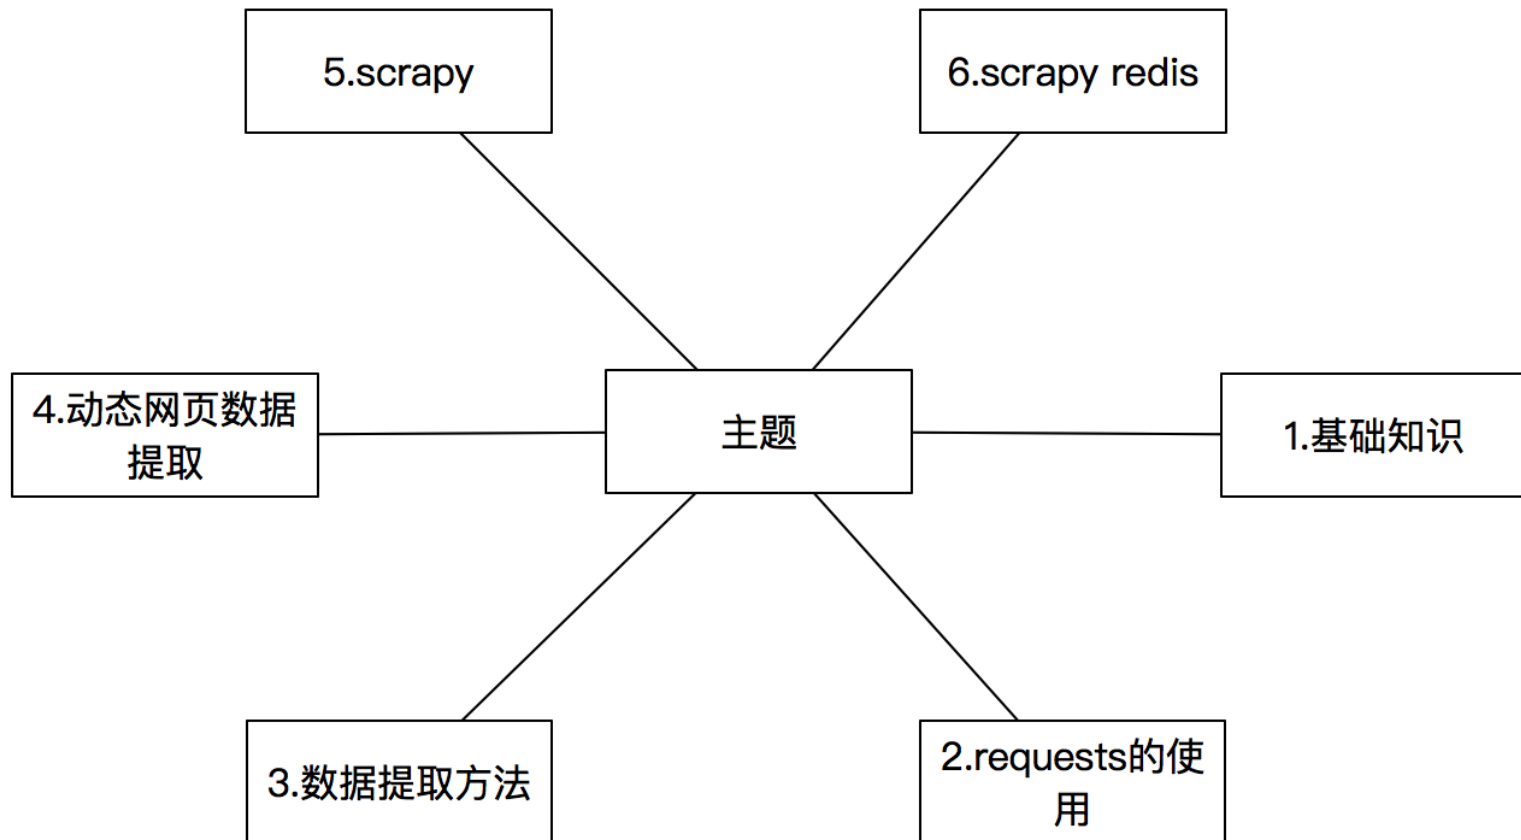 5.scrapy
6.scrapy redis
4.动态网页数据
提取
主题
1.基础知识
3.数据提取方法
2.requests的使
用